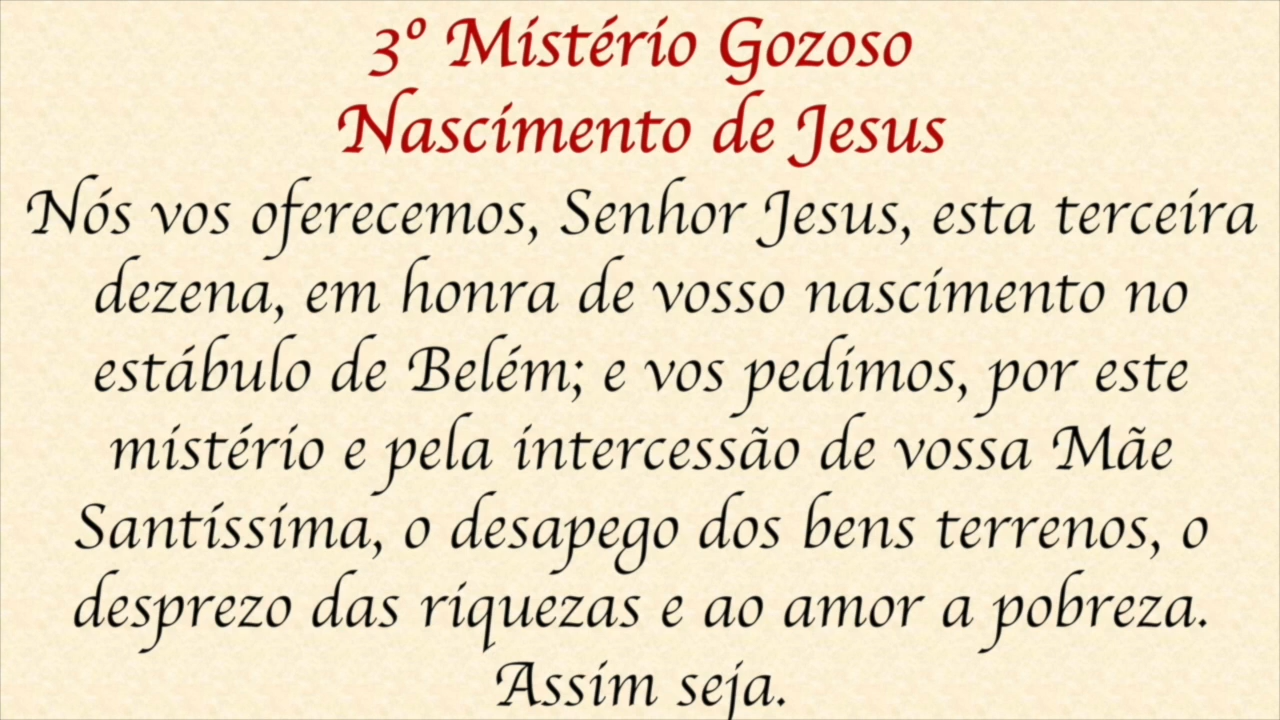 3º Mistério Gozoso
Nascimento de Jesus
Nós vos oferecemos, Senhor Jesus, esta terceira
dezena, em honra de vosso nascimento no
estábulo de Belém; e vos pedimos, por este
mistério e pela intercessão de vossa Mãe
Santíssima, o desapego dos bens terrenos, o
desprezo das riquezas e ao amor a pobreza.
Assim seja.